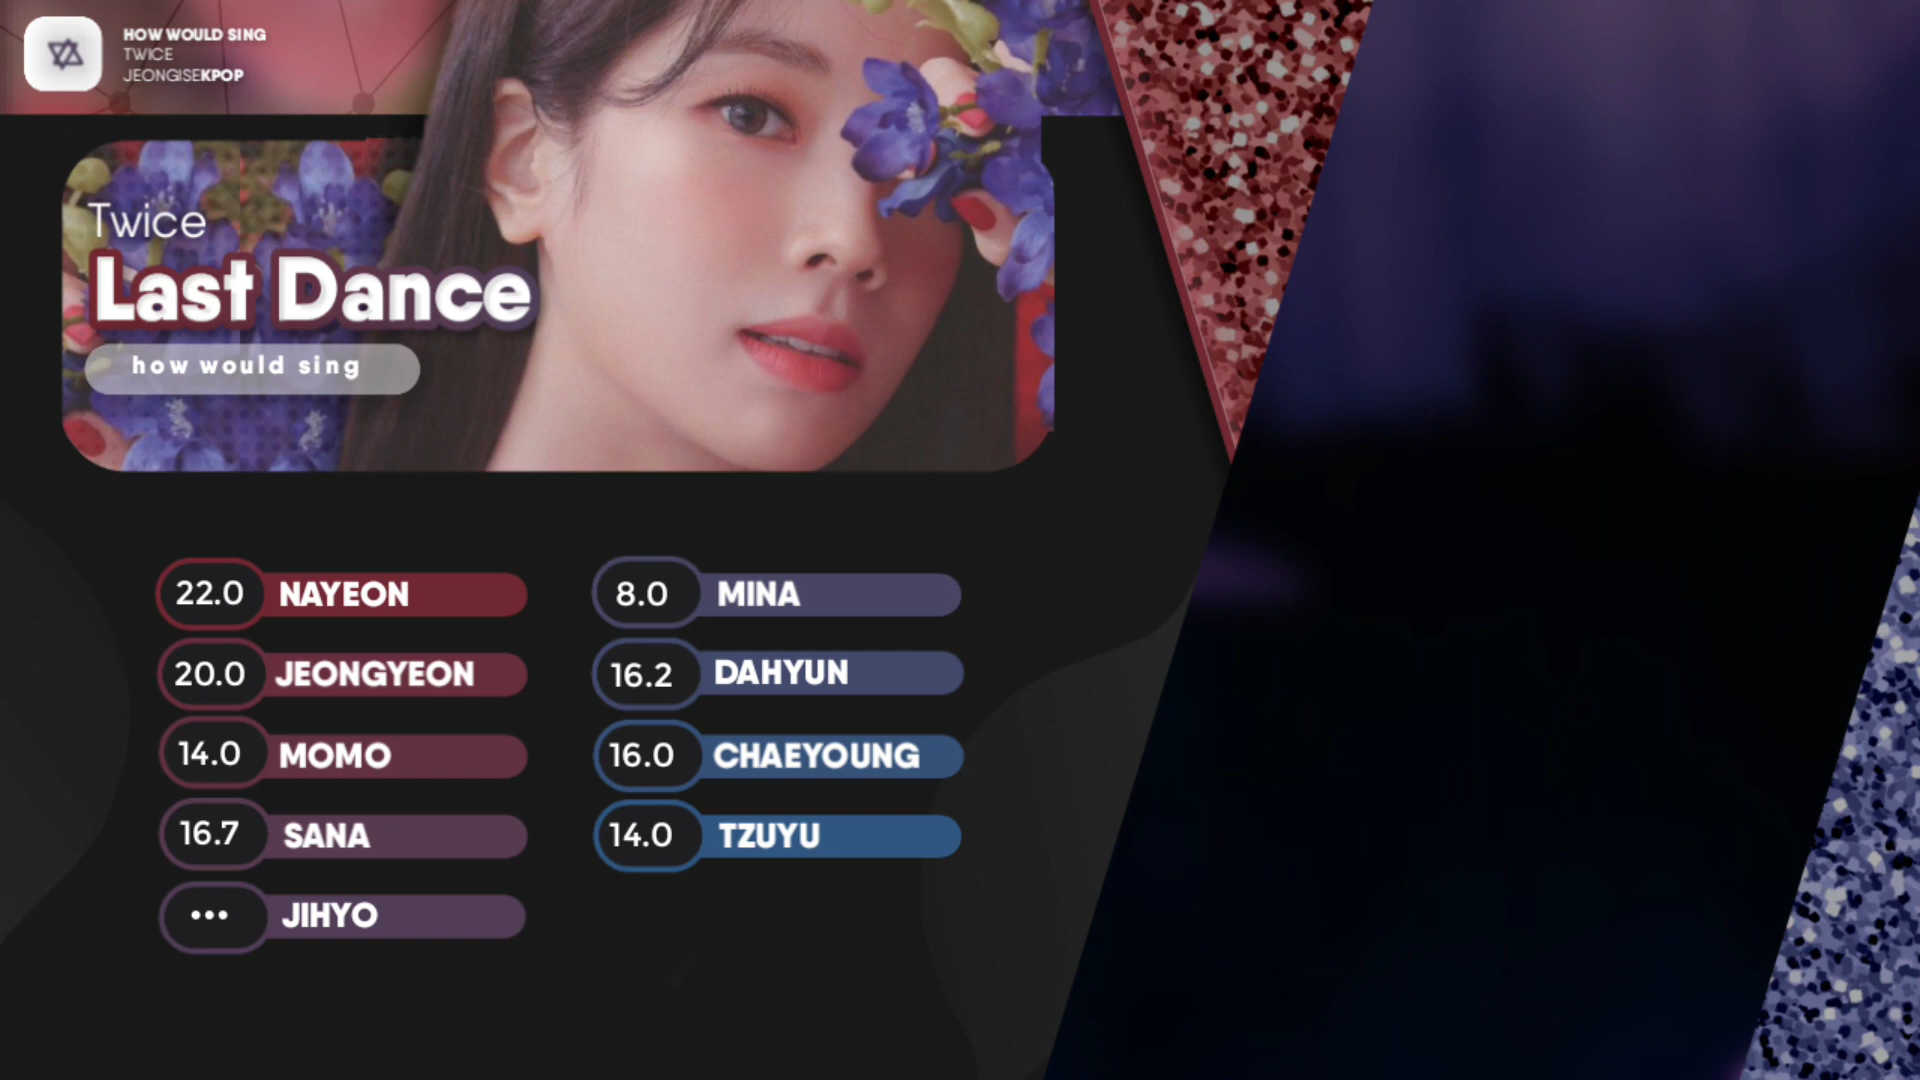 HOW WOULD SING
TWICE
JEONGISEKPOP
Twice
Last Dance
how would sing
22.0 NAYEON
20.0 JEONGYEON
14.0 MOMO
16.7 SANA
••• JIHYO
8.0 MINA
16.2 DAHYUN
16.0 CHAEYOUNG
14.0 TZUYU